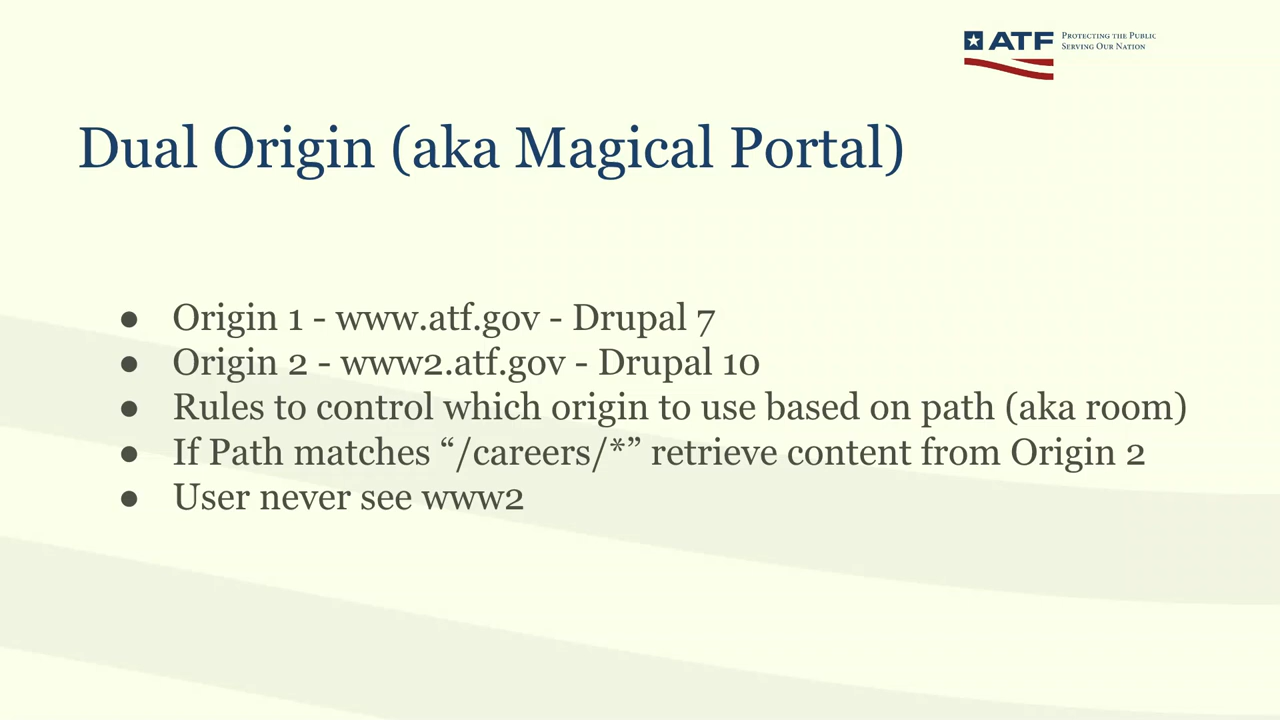 ATF
PROTECTING THE PUBLIC
SERVING OUR NATION
Dual Origin (aka Magical Portal)
● Origin 1 - www.atf.gov - Drupal 7
● Origin 2 - www2.atf.gov - Drupal 10
● Rules to control which origin to use based on path (aka room)
● If Path matches “/careers/*” retrieve content from Origin 2
● User never see www2